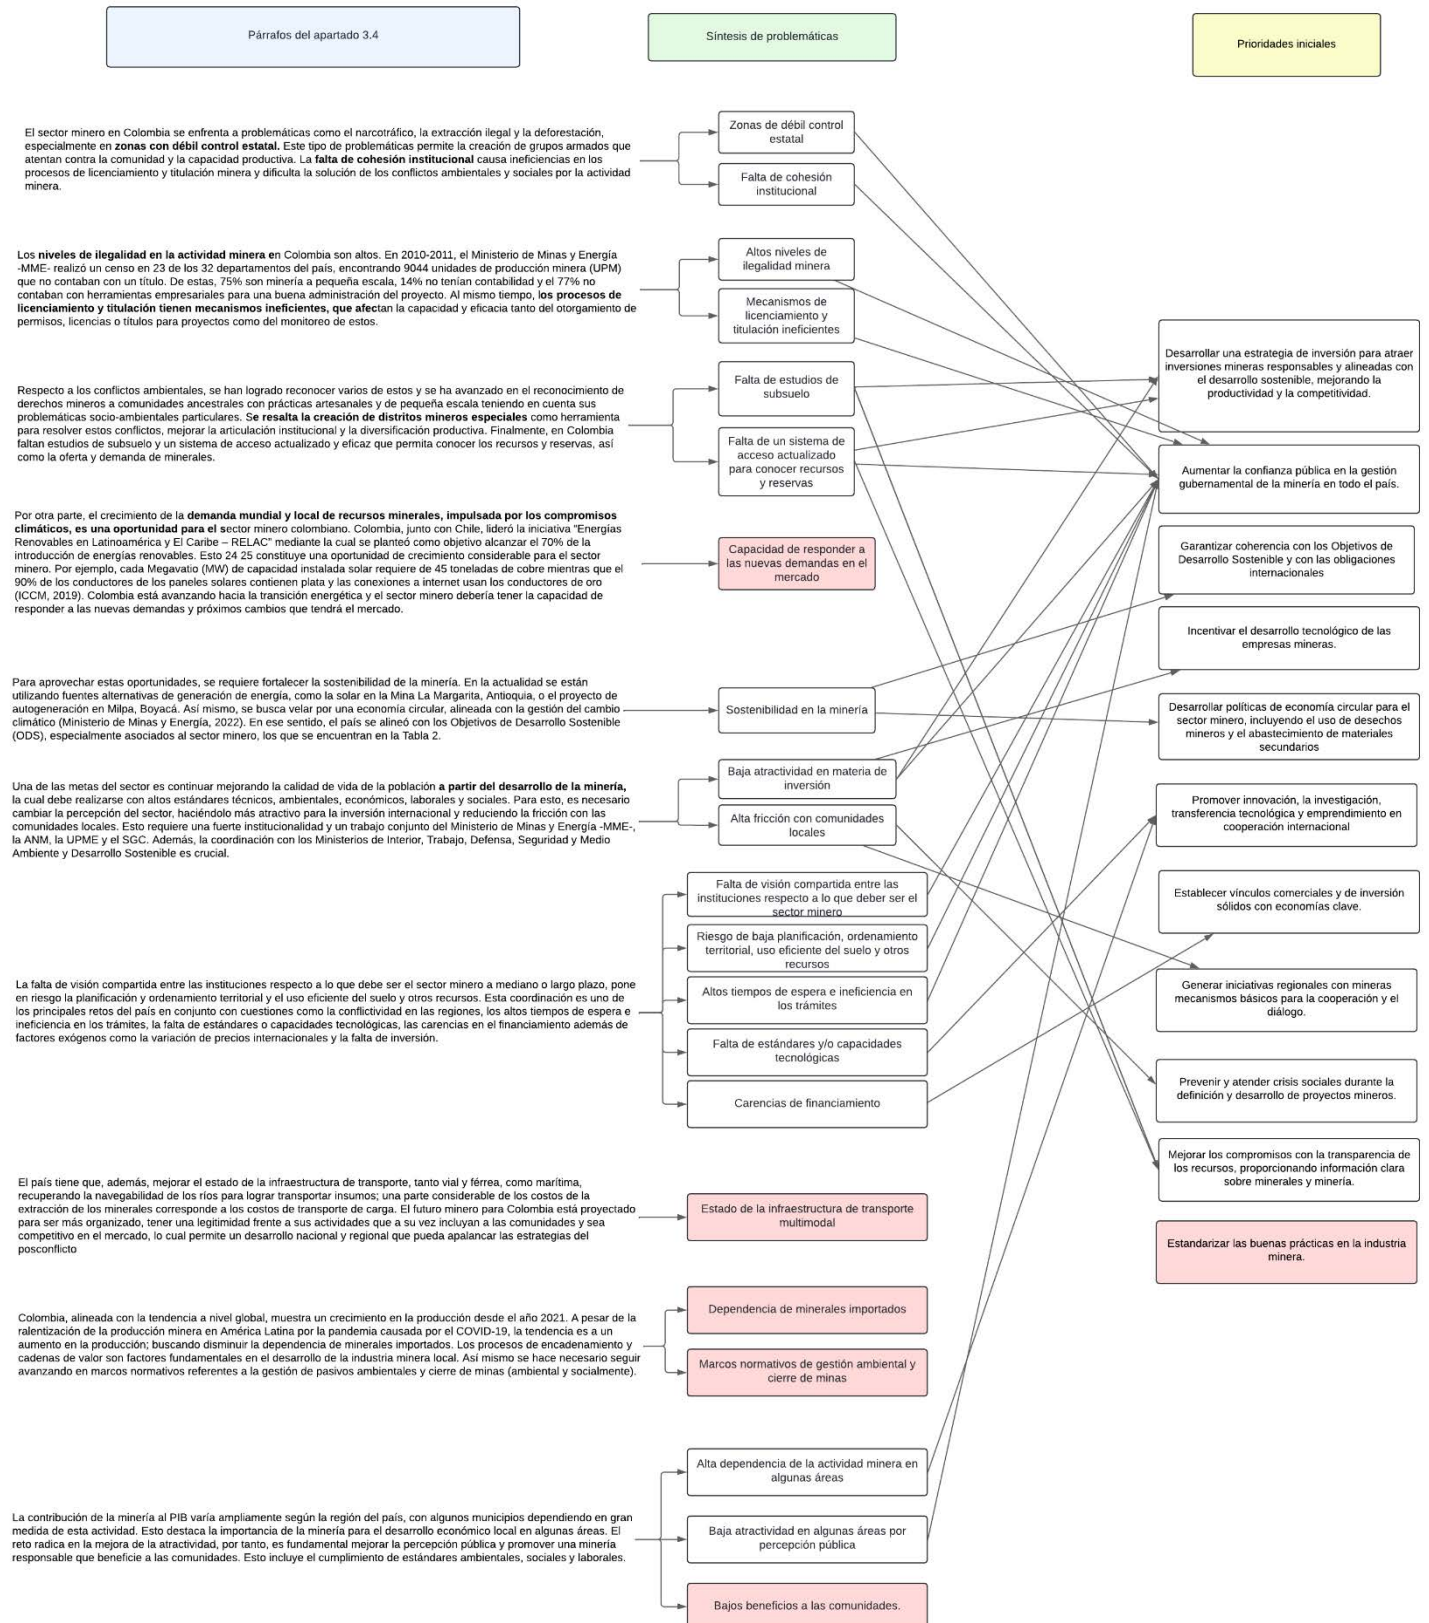 Párrafos del apartado 3.4
Síntesis de problemáticas
Prioridades iniciales
El sector minero en Colombia se enfrenta a problemáticas como el narcotráfico, la extracción ilegal y la deforestación,
especialmente en zonas con débil control estatal. Este tipo de problemáticas permite la creación de grupos armados que
atentan contra la comunidad y la capacidad productiva. La falta de cohesión institucional causa ineficiencias en los
procesos de licenciamiento y titulación minera y dificulta la solución de los conflictos ambientales y sociales por la actividad
minera.
Zonas de débil control
estatal
Falta de cohesión
institucional
Los niveles de ilegalidad en la actividad minera en Colombia son altos. En 2010-2011, el Ministerio de Minas y Energía
-MME- realizó un censo en 23 de los 32 departamentos del país, encontrando 9044 unidades de producción minera (UPM)
que no contaban con un título. De estas, 75% son minería a pequeña escala, 14% no tenían contabilidad y el 77% no
contaban con herramientas empresariales para una buena administración del proyecto. Al mismo tiempo, los procesos de
licenciamiento y titulación tienen mecanismos ineficientes, que afectan la capacidad y eficacia tanto del otorgamiento de
permisos, licencias o títulos para proyectos como del monitoreo de estos.
Altos niveles de
ilegalidad minera
Mecanismos de
licenciamiento y
titulación ineficientes
Respecto a los conflictos ambientales, se han logrado reconocer varios de estos y se ha avanzado en el reconocimiento de
derechos mineros a comunidades ancestrales con prácticas artesanales y de pequeña escala teniendo en cuenta sus
problemáticas socio-ambientales particulares. Se resalta la creación de distritos mineros especiales como herramienta
para resolver estos conflictos, mejorar la articulación institucional y la diversificación productiva. Finalmente, en Colombia
faltan estudios de subsuelo y un sistema de acceso actualizado y eficaz que permita conocer los recursos y reservas, así
como la oferta y demanda de minerales.
Falta de estudios de
subsuelo
Falta de un sistema de
acceso actualizado
para conocer recursos
y reservas
Por otra parte, el crecimiento de la demanda mundial y local de recursos minerales, impulsada por los compromisos
climáticos, es una oportunidad para el sector minero colombiano. Colombia, junto con Chile, lideró la iniciativa "Energías
Renovables en Latinoamérica y El Caribe – RELAC" mediante la cual se planteó como objetivo alcanzar el 70% de la
introducción de energías renovables. Esto 24 25 constituye una oportunidad de crecimiento considerable para el sector
minero. Por ejemplo, cada Megavatio (MW) de capacidad instalada solar requiere de 45 toneladas de cobre mientras que el
90% de los conductores de los paneles solares contienen plata y las conexiones a internet usan los conductores de oro
(ICCM, 2019). Colombia está avanzando hacia la transición energética y el sector minero debería tener la capacidad de
responder a las nuevas demandas y próximos cambios que tendrá el mercado.
Capacidad de responder a
las nuevas demandas en el
mercado
Para aprovechar estas oportunidades, se requiere fortalecer la sostenibilidad de la minería. En la actualidad se están
utilizando fuentes alternativas de generación de energía, como la solar en la Mina La Margarita, Antioquia, o el proyecto de
autogeneración en Milpa, Boyacá. Así mismo, se busca velar por una economía circular, alineada con la gestión del cambio
climático (Ministerio de Minas y Energía, 2022). En ese sentido, el país se alineó con los Objetivos de Desarrollo Sostenible
(ODS), especialmente asociados al sector minero, los que se encuentran en la Tabla 2.
Sostenibilidad en la minería
Una de las metas del sector es continuar mejorando la calidad de vida de la población a partir del desarrollo de la minería,
la cual debe realizarse con altos estándares técnicos, ambientales, económicos, laborales y sociales. Para esto, es necesario
cambiar la percepción del sector, haciéndolo más atractivo para la inversión internacional y reduciendo la fricción con las
comunidades locales. Esto requiere una fuerte institucionalidad y un trabajo conjunto del Ministerio de Minas y Energía -MME-,
la ANM, la UPME y el SGC. Además, la coordinación con los Ministerios de Interior, Trabajo, Defensa, Seguridad y Medio
Ambiente y Desarrollo Sostenible es crucial.
Baja atractividad en materia de
inversión
Alta fricción con comunidades
locales
La falta de visión compartida entre las instituciones respecto a lo que debe ser el sector minero a mediano o largo plazo, pone
en riesgo la planificación y ordenamiento territorial y el uso eficiente del suelo y otros recursos. Esta coordinación es uno de
los principales retos del país en conjunto con cuestiones como la conflictividad en las regiones, los altos tiempos de espera e
ineficiencia en los trámites, la falta de estándares o capacidades tecnológicas, las carencias en el financiamiento además de
factores exógenos como la variación de precios internacionales y la falta de inversión.
Falta de visión compartida entre las
instituciones respecto a lo que deber ser el
sector minero
Riesgo de baja planificación, ordenamiento
territorial, uso eficiente del suelo y otros
recursos
Altos tiempos de espera e ineficiencia en
los trámites
Falta de estándares y/o capacidades
tecnológicas
Carencias de financiamiento
El país tiene que, además, mejorar el estado de la infraestructura de transporte, tanto vial y férrea, como marítima,
recuperando la navegabilidad de los ríos para lograr transportar insumos; una parte considerable de los costos de la
extracción de los minerales corresponde a los costos de transporte de carga. El futuro minero para Colombia está proyectado
para ser más organizado, tener una legitimidad frente a sus actividades que a su vez incluyan a las comunidades y sea
competitivo en el mercado, lo cual permite un desarrollo nacional y regional que pueda apalancar las estrategias del
posconflicto
Estado de la infraestructura de transporte
multimodal
Colombia, alineada con la tendencia a nivel global, muestra un crecimiento en la producción desde el año 2021. A pesar de la
ralentización de la producción minera en América Latina por la pandemia causada por el COVID-19, la tendencia es a un
aumento en la producción; buscando disminuir la dependencia de minerales importados. Los procesos de encadenamiento y
cadenas de valor son factores fundamentales en el desarrollo de la industria minera local. Así mismo se hace necesario seguir
avanzando en marcos normativos referentes a la gestión de pasivos ambientales y cierre de minas (ambiental y socialmente).
Dependencia de minerales importados
Marcos normativos de gestión ambiental y
cierre de minas
La contribución de la minería al PIB varía ampliamente según la región del país, con algunos municipios dependiendo en gran
medida de esta actividad. Esto destaca la importancia de la minería para el desarrollo económico local en algunas áreas. El
reto radica en la mejora de la atractividad, por tanto, es fundamental mejorar la percepción pública y promover una minería
responsable que beneficie a las comunidades. Esto incluye el cumplimiento de estándares ambientales, sociales y laborales.
Alta dependencia de la actividad minera en
algunas áreas
Baja atractividad en algunas áreas por
percepción pública
Bajos beneficios a las comunidades.
Desarrollar una estrategia de inversión para atraer
inversiones mineras responsables y alineadas con
el desarrollo sostenible, mejorando la
productividad y la competitividad.
Aumentar la confianza pública en la gestión
gubernamental de la minería en todo el país.
Garantizar coherencia con los Objetivos de
Desarrollo Sostenible y con las obligaciones
internacionales
Incentivar el desarrollo tecnológico de las
empresas mineras.
Desarrollar políticas de economía circular para el
sector minero, incluyendo el uso de desechos
mineros y el abastecimiento de materiales
secundarios
Promover innovación, la investigación,
transferencia tecnológica y emprendimiento en
cooperación internacional
Establecer vínculos comerciales y de inversión
sólidos con economías clave.
Generar iniciativas regionales con mineras
mecanismos básicos para la cooperación y el
diálogo.
Prevenir y atender crisis sociales durante la
definición y desarrollo de proyectos mineros.
Mejorar los compromisos con la transparencia de
los recursos, proporcionando información clara
sobre minerales y minería.
Estandarizar las buenas prácticas en la industria
minera.